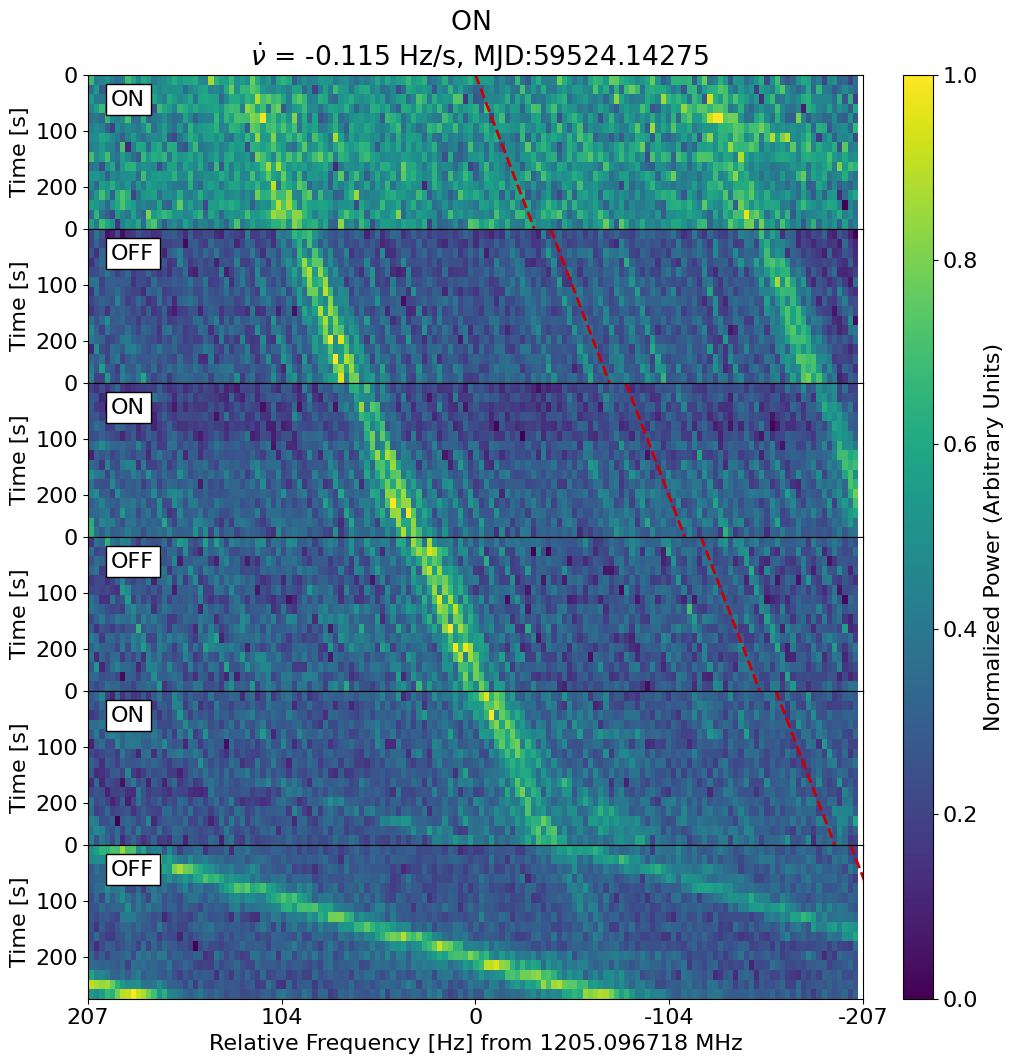 ON
ν̇ = -0.115 Hz/s, MJD:59524.14275
0
100
200
Time [s]
ON
0
100
200
Time [s]
OFF
0
100
200
Time [s]
ON
0
100
200
Time [s]
OFF
0
100
200
Time [s]
ON
0
100
200
Time [s]
OFF
207 104 0 -104 -207
Relative Frequency [Hz] from 1205.096718 MHz
1.0
0.8
0.6
0.4
0.2
0.0
Normalized Power (Arbitrary Units)